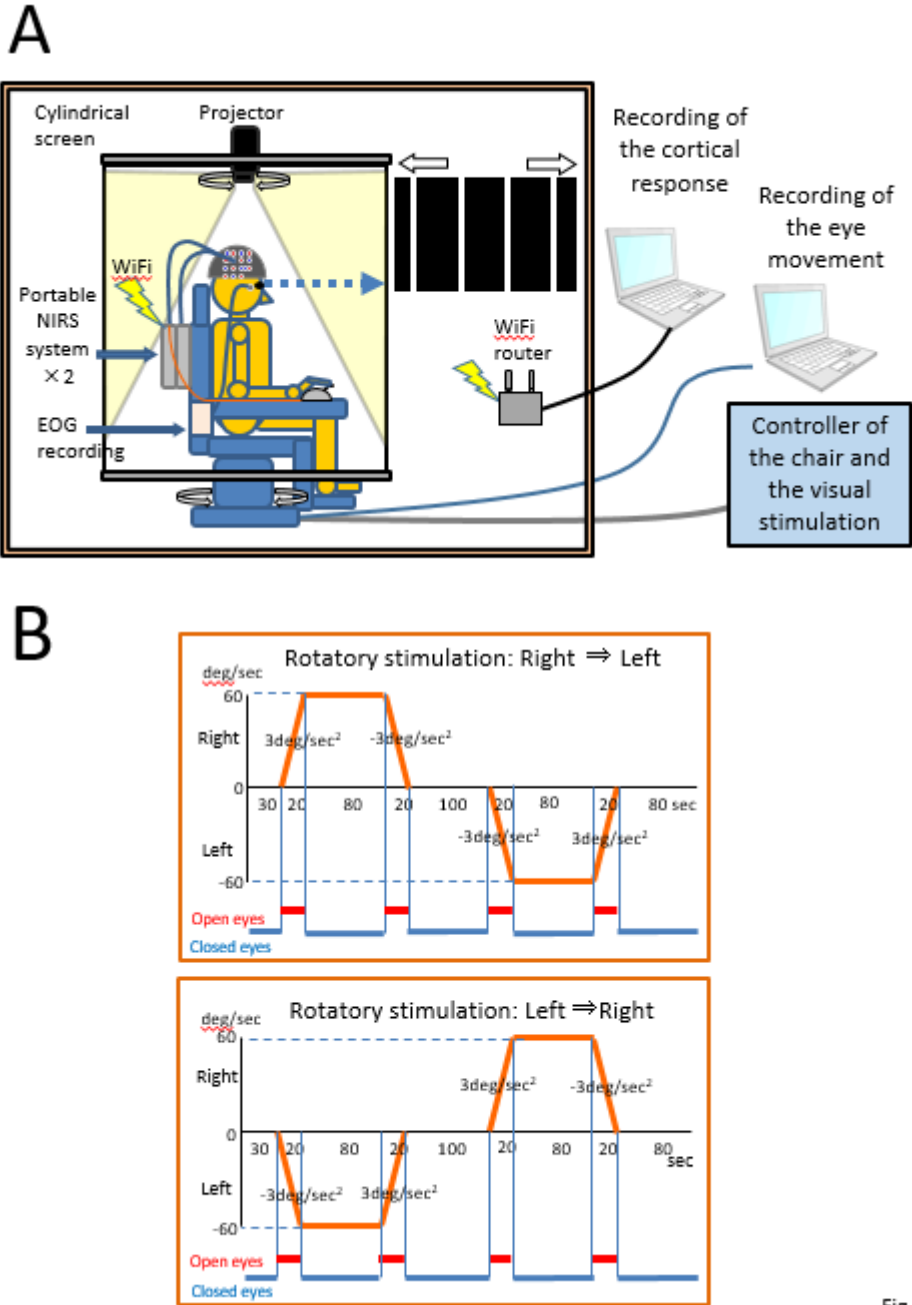 A
Cylindrical
screen
Projector
WiFi
Portable
NIRS
system
×2
EOG
recording
WiFi
router
Recording of
the cortical
response
Recording of
the eye
movement
Controller of
the chair and
the visual
stimulation
B
Rotatory stimulation: Right ⇒ Left
deg/sec
60
Right
3deg/sec²
-3deg/sec²
0
30 20 80 20 100 20 80 20 80 sec
-3deg/sec²
3deg/sec²
Left
-60
Open eyes
Closed eyes
Rotatory stimulation: Left ⇒Right
deg/sec
60
Right
3deg/sec²
-3deg/sec²
0
30 20 80 20 100 20 80 20 80
sec
Left
-3deg/sec²
3deg/sec²
-60
Open eyes
Closed eyes